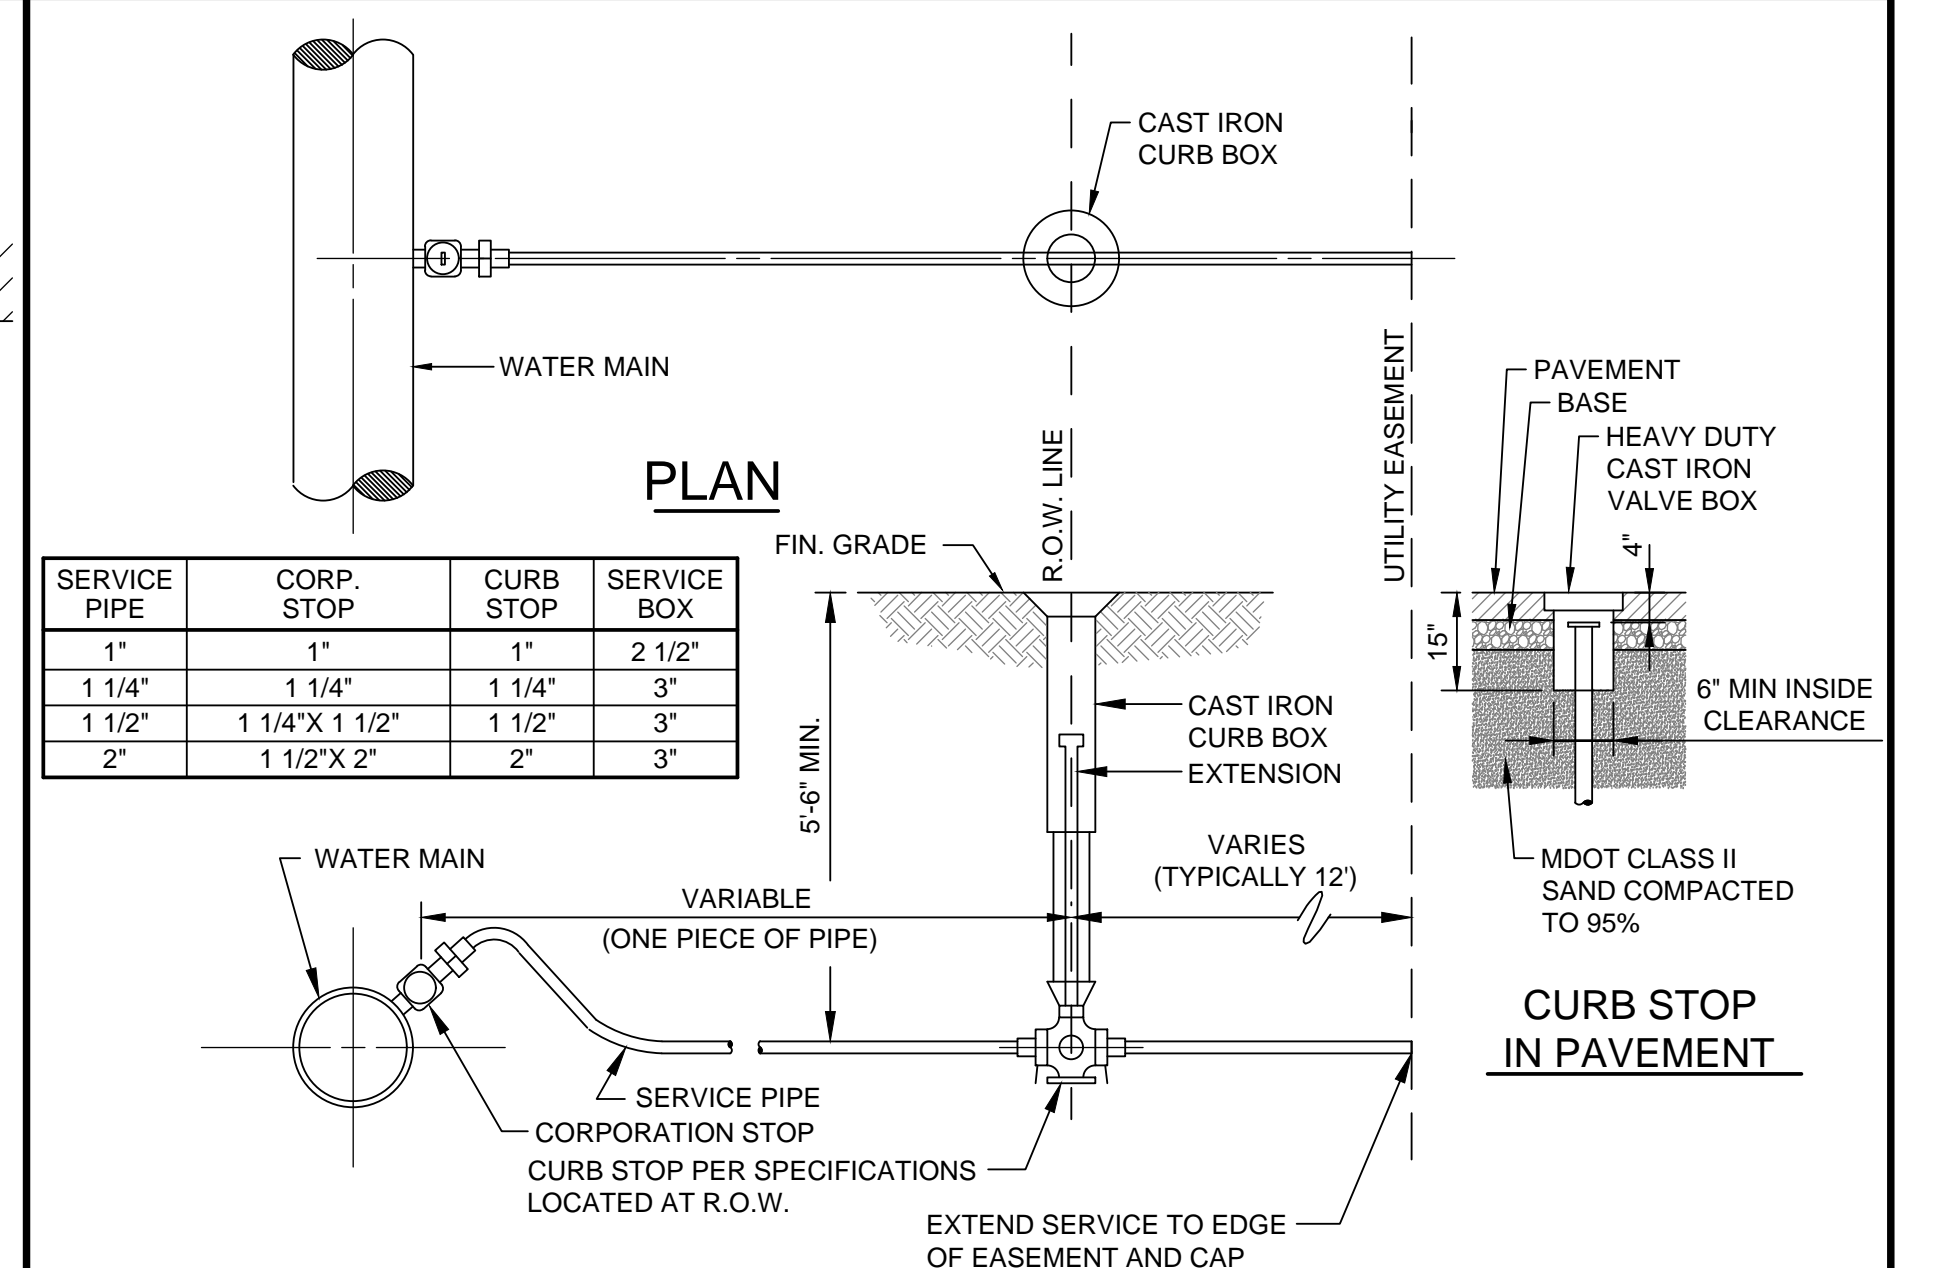 CAST IRON
CURB BOX
WATER MAIN
PLAN
R.O.W. LINE
UTILITY EASEMENT
PAVEMENT
BASE
HEAVY DUTY
CAST IRON
VALVE BOX
4"
15"
6" MIN INSIDE
CLEARANCE
MDOT CLASS II
SAND COMPACTED
TO 95%
CURB STOP
IN PAVEMENT
SERVICE PIPE CORP. STOP CURB STOP SERVICE BOX
1" 1" 1" 2 1/2"
1 1/4" 1 1/4" 1 1/4" 3"
1 1/2" 1 1/4"X 1 1/2" 1 1/2" 3"
2" 1 1/2"X 2" 2" 3"
FIN. GRADE
5'-6" MIN.
CAST IRON
CURB BOX
EXTENSION
VARIES
(TYPICALLY 12')
WATER MAIN
VARIABLE
(ONE PIECE OF PIPE)
SERVICE PIPE
CORPORATION STOP
CURB STOP PER SPECIFICATIONS
LOCATED AT R.O.W.
EXTEND SERVICE TO EDGE
OF EASEMENT AND CAP